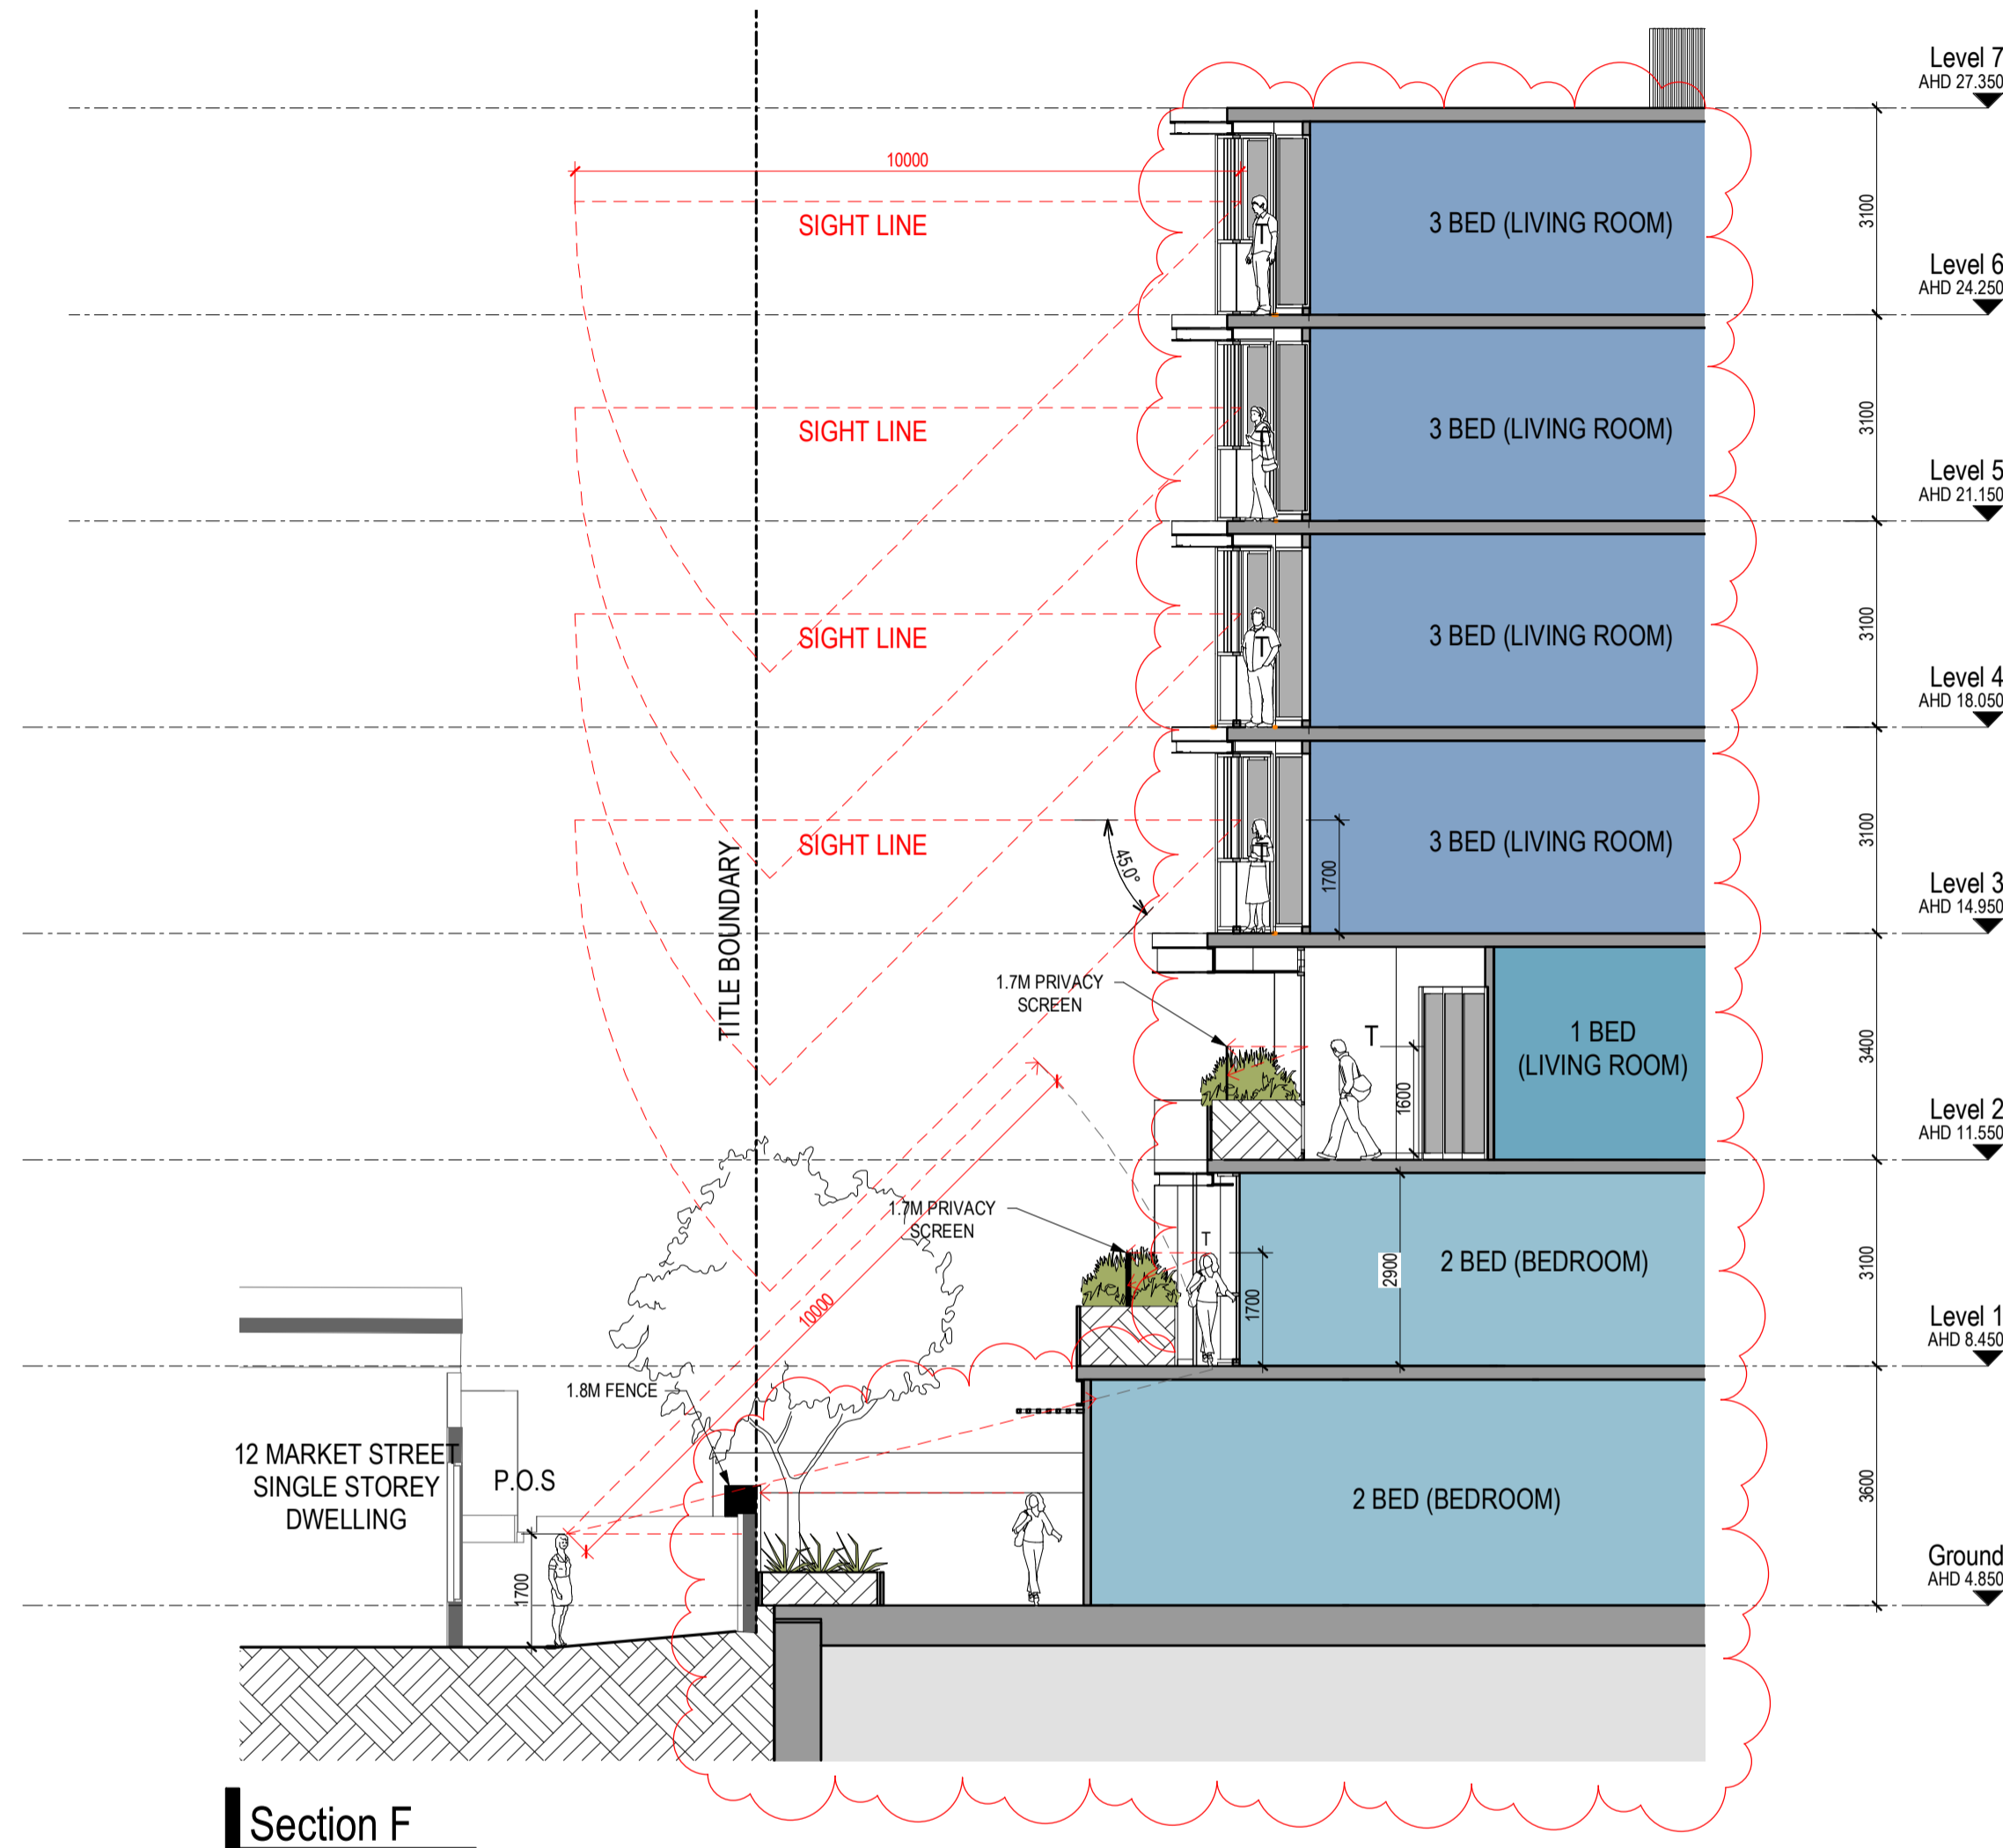 Level 7
AHD 27.350
10000
SIGHT LINE
3 BED (LIVING ROOM)
T
3100
Level 6
AHD 24.250
SIGHT LINE
3 BED (LIVING ROOM)
T
3100
Level 5
AHD 21.150
SIGHT LINE
3 BED (LIVING ROOM)
T
3100
Level 4
AHD 18.050
SIGHT LINE
3 BED (LIVING ROOM)
T
3100
45.0°
1700
TITLE BOUNDARY
Level 3
AHD 14.950
1.7M PRIVACY
SCREEN
T
1 BED
(LIVING ROOM)
1600
3400
Level 2
AHD 11.550
1.7M PRIVACY
SCREEN
T
2 BED (BEDROOM)
1700
2900
3100
10000
Level 1
AHD 8.450
1.8M FENCE
12 MARKET STREET
SINGLE STOREY
DWELLING
P.O.S
2 BED (BEDROOM)
3600
1700
Ground
AHD 4.850
Section F